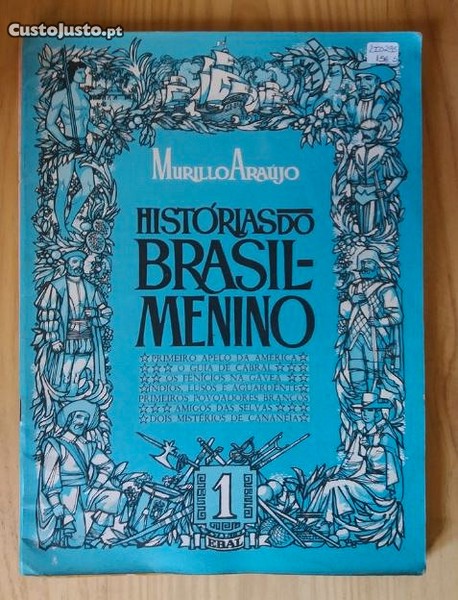 CustoJusto.pt
MURILLO ARAÚJO
HISTÓRIAS DO
BRASIL-
MENINO
PRIMEIRO APELO DA AMÉRICA
O GUIA DE CABRAL
OS FENÍCIOS NA GÁVEA
ÍNDIOS LUSOS E AGUARDENTE
PRIMEIROS POVOADORES BRANCOS
AMIGOS DAS SELVAS
DOIS MISTÉRIOS DE CANANÉIA
1
EBAL